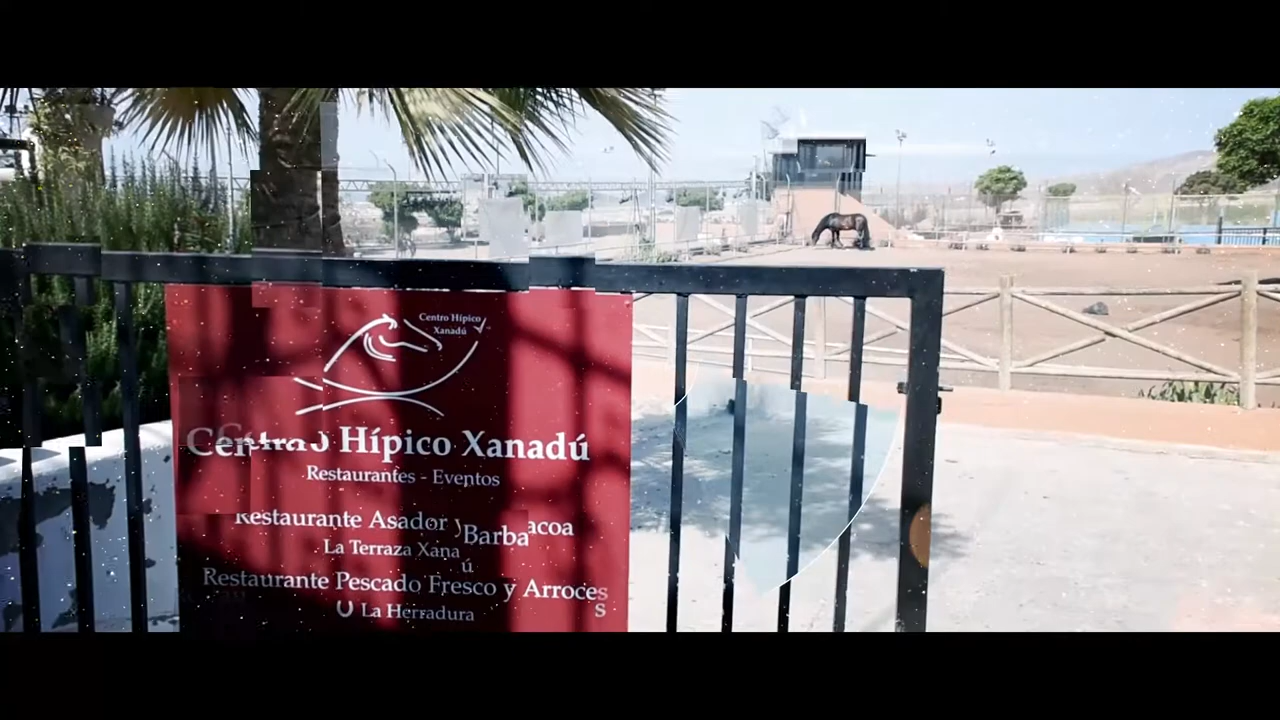 Centro Hípico
Xanadú
Centro Hípico Xanadú
Restaurantes - Eventos
Restaurante Asador y Barbacoa
La Terraza Xanadú
Restaurante Pescado Fresco y Arroces
La Herradura